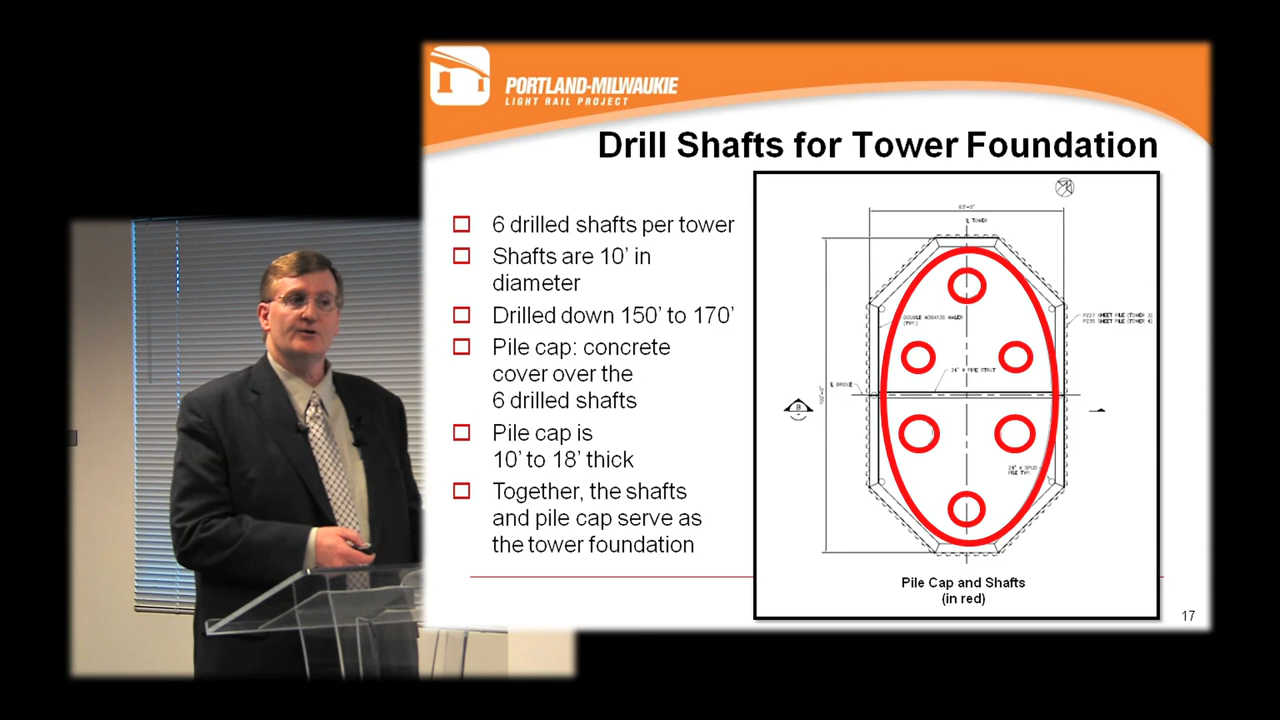 PORTLAND-MILWAUKIE
LIGHT RAIL PROJECT
Drill Shafts for Tower Foundation
6 drilled shafts per tower
Shafts are 10’ in
diameter
Drilled down 150’ to 170’
Pile cap: concrete
cover over the
6 drilled shafts
Pile cap is
10’ to 18’ thick
Together, the shafts
and pile cap serve as
the tower foundation
TOWER
(TYP.)
BRIDGE
B
Pile Cap and Shafts
(in red)
17